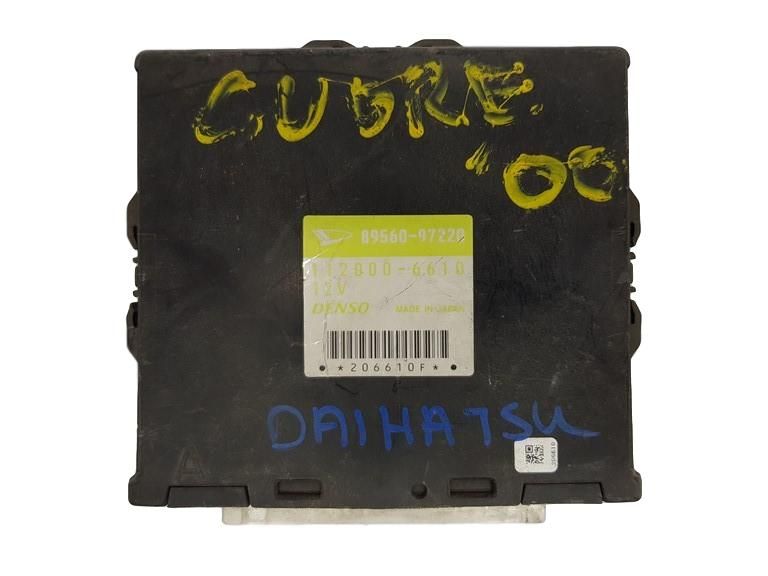 CUORE
'00
89560-97220
112000-6610
12V
DENSO MADE IN JAPAN
*206610F*
DAIHATSU